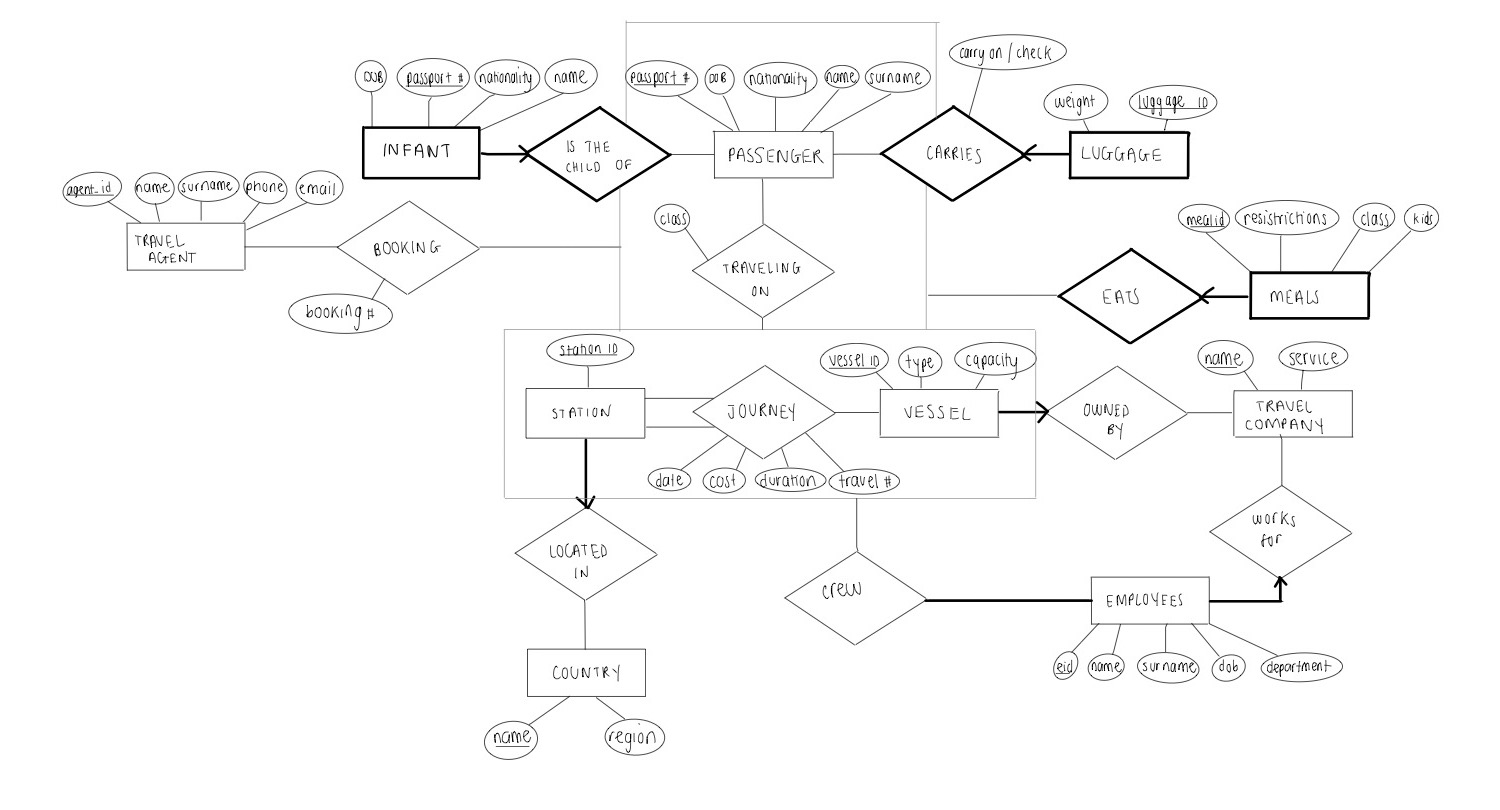 carry on / check
DOB
passport #
nationality
name
passport #
DOB
nationality
name
surname
weight
luggage ID
INFANT
IS THE
CHILD OF
PASSENGER
CARRIES
LUGGAGE
agent_id
name
surname
phone
email
class
mealid
resistrictions
class
kids
TRAVEL
AGENT
BOOKING
TRAVELING
ON
EATS
MEALS
booking #
station ID
vessel ID
type
capacity
name
service
STATION
JOURNEY
VESSEL
OWNED
BY
TRAVEL
COMPANY
date
cost
duration
travel #
LOCATED
IN
works
for
crew
EMPLOYEES
COUNTRY
eid
name
surname
dob
department
name
region